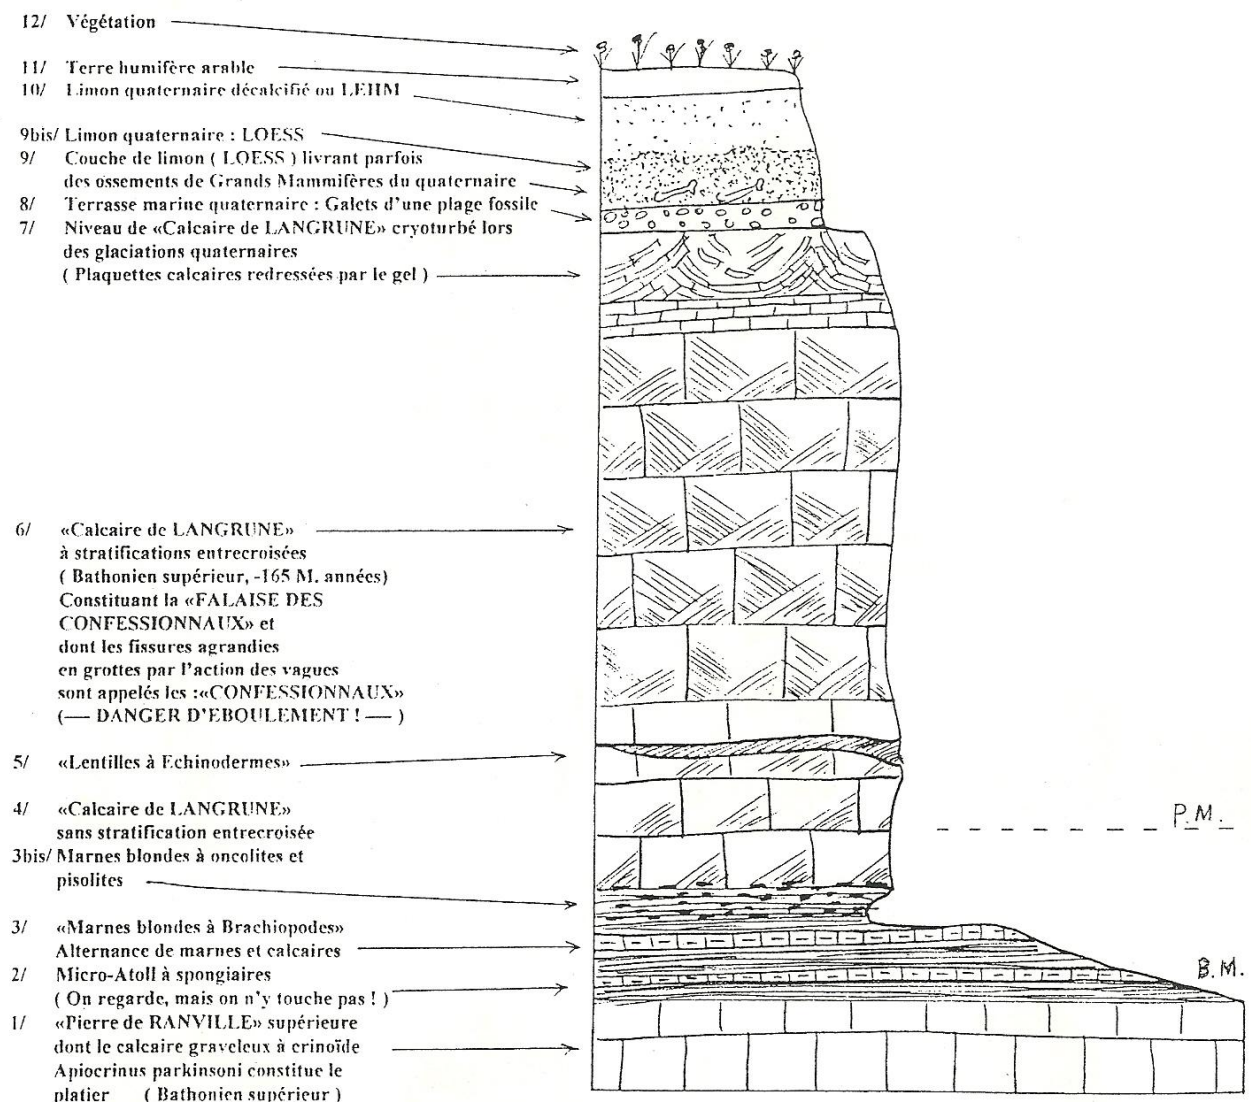 12/ Végétation
11/ Terre humifère arable
10/ Limon quaternaire décalcifié ou LEHM
9bis/ Limon quaternaire : LOESS
9/ Couche de limon ( LOESS ) livrant parfois
des ossements de Grands Mammifères du quaternaire
8/ Terrasse marine quaternaire : Galets d'une plage fossile
7/ Niveau de «Calcaire de LANGRUNE» cryoturbé lors
des glaciations quaternaires
( Plaquettes calcaires redressées par le gel )
6/ «Calcaire de LANGRUNE»
à stratifications entrecroisées
( Bathonien supérieur, -165 M. années)
Constituant la «FALAISE DES
CONFESSIONNAUX» et
dont les fissures agrandies
en grottes par l'action des vagues
sont appelés les :«CONFESSIONNAUX»
(— DANGER D'EBOULEMENT ! — )
5/ «Lentilles à Echinodermes»
4/ «Calcaire de LANGRUNE»
sans stratification entrecroisée
P.M.
3bis/ Marnes blondes à oncolites et
pisolites
3/ «Marnes blondes à Brachiopodes»
Alternance de marnes et calcaires
2/ Micro-Atoll à spongiaires
( On regarde, mais on n'y touche pas ! )
B.M.
1/ «Pierre de RANVILLE» supérieure
dont le calcaire graveleux à crinoïde
Apiocrinus parkinsoni constitue le
platier ( Bathonien supérieur )